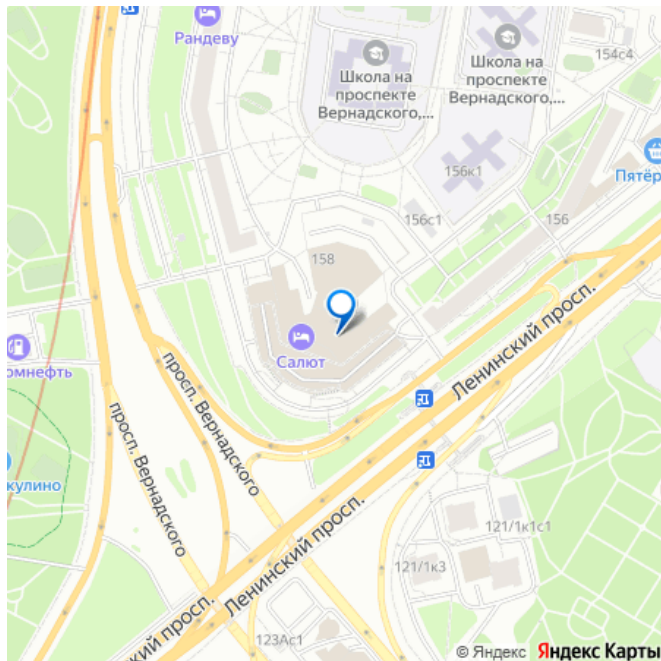 Рандеву
Школа на
проспекте
Вернадского,...
Школа на
проспекте
Вернадского,...
154с4
156к1
Пятёр
156с1
156
158
Салют
Ленинский просп.
омнефть
просп. Вернадского
просп. Вернадского
кулино
Ленинский просп.
121/1к1с1
121/1к3
нский просп.
123Ас1
© Яндекс Яндекс Карты